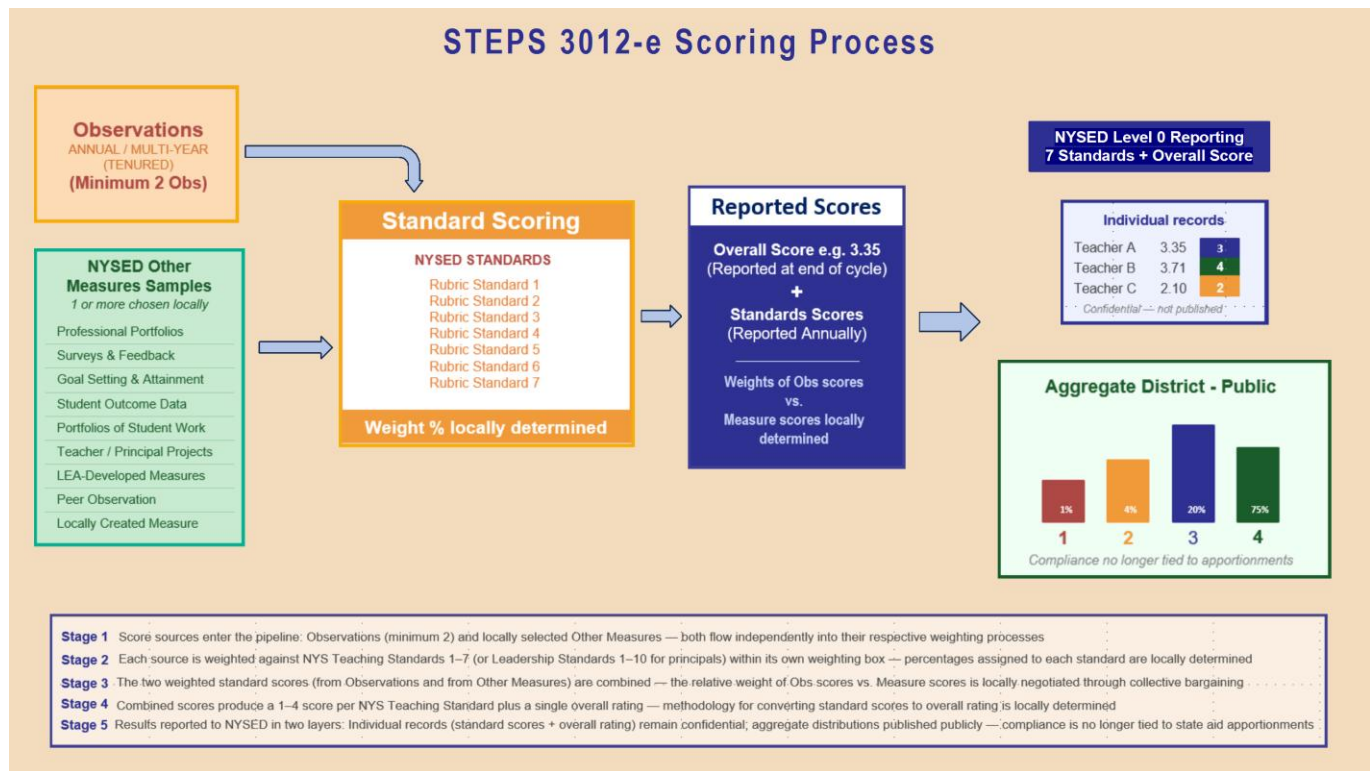 STEPS 3012-e Scoring Process
Observations
ANNUAL / MULTI-YEAR
(TENURED)
(Minimum 2 Obs)
NYSED Other
Measures Samples
1 or more chosen locally
Professional Portfolios
Surveys & Feedback
Goal Setting & Attainment
Student Outcome Data
Portfolios of Student Work
Teacher / Principal Projects
LEA-Developed Measures
Peer Observation
Locally Created Measure
Standard Scoring
NYSED STANDARDS
Rubric Standard 1
Rubric Standard 2
Rubric Standard 3
Rubric Standard 4
Rubric Standard 5
Rubric Standard 6
Rubric Standard 7
Weight % locally determined
Reported Scores
Overall Score e.g. 3.35
(Reported at end of cycle)
+
Standards Scores
(Reported Annually)
Weights of Obs scores
vs.
Measure scores locally
determined
NYSED Level 0 Reporting
7 Standards + Overall Score
Individual records
Teacher A 3.35 3
Teacher B 3.71 4
Teacher C 2.10 2
Confidential — not published
Aggregate District - Public
1% 4% 20% 75%
1 2 3 4
Compliance no longer tied to apportionments
Stage 1 Score sources enter the pipeline: Observations (minimum 2) and locally selected Other Measures — both flow independently into their respective weighting processes
Stage 2 Each source is weighted against NYS Teaching Standards 1–7 (or Leadership Standards 1–10 for principals) within its own weighting box — percentages assigned to each standard are locally determined
Stage 3 The two weighted standard scores (from Observations and from Other Measures) are combined — the relative weight of Obs scores vs. Measure scores is locally negotiated through collective bargaining
Stage 4 Combined scores produce a 1–4 score per NYS Teaching Standard plus a single overall rating — methodology for converting standard scores to overall rating is locally determined
Stage 5 Results reported to NYSED in two layers: Individual records (standard scores + overall rating) remain confidential; aggregate distributions published publicly — compliance is no longer tied to state aid apportionments